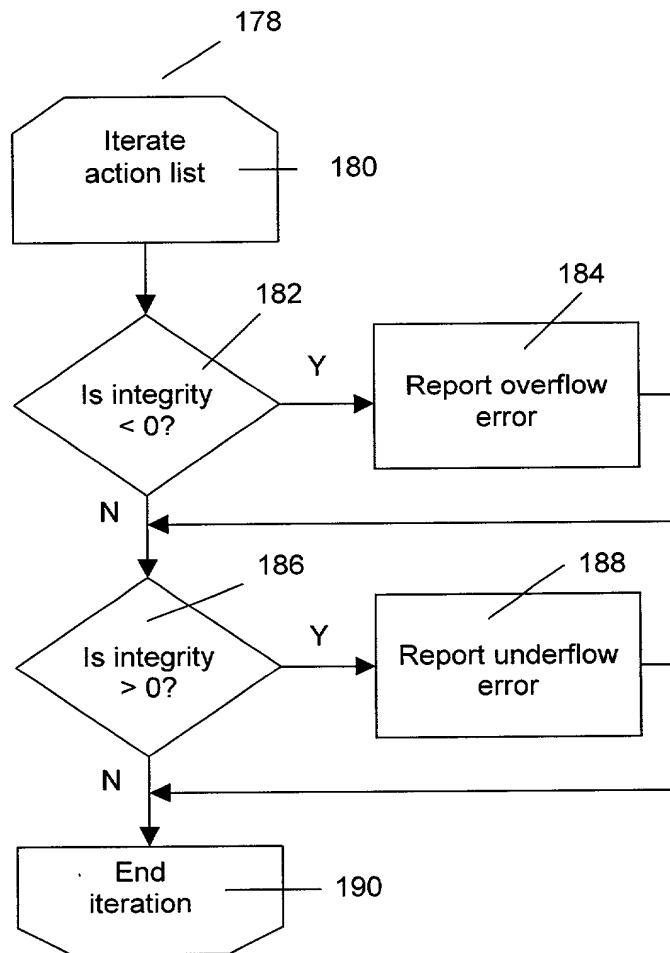 178
Iterate
action list
180
182
184
Is integrity
< 0?
Y
Report overflow
error
N
186
188
Is integrity
> 0?
Y
Report underflow
error
N
End
iteration
190